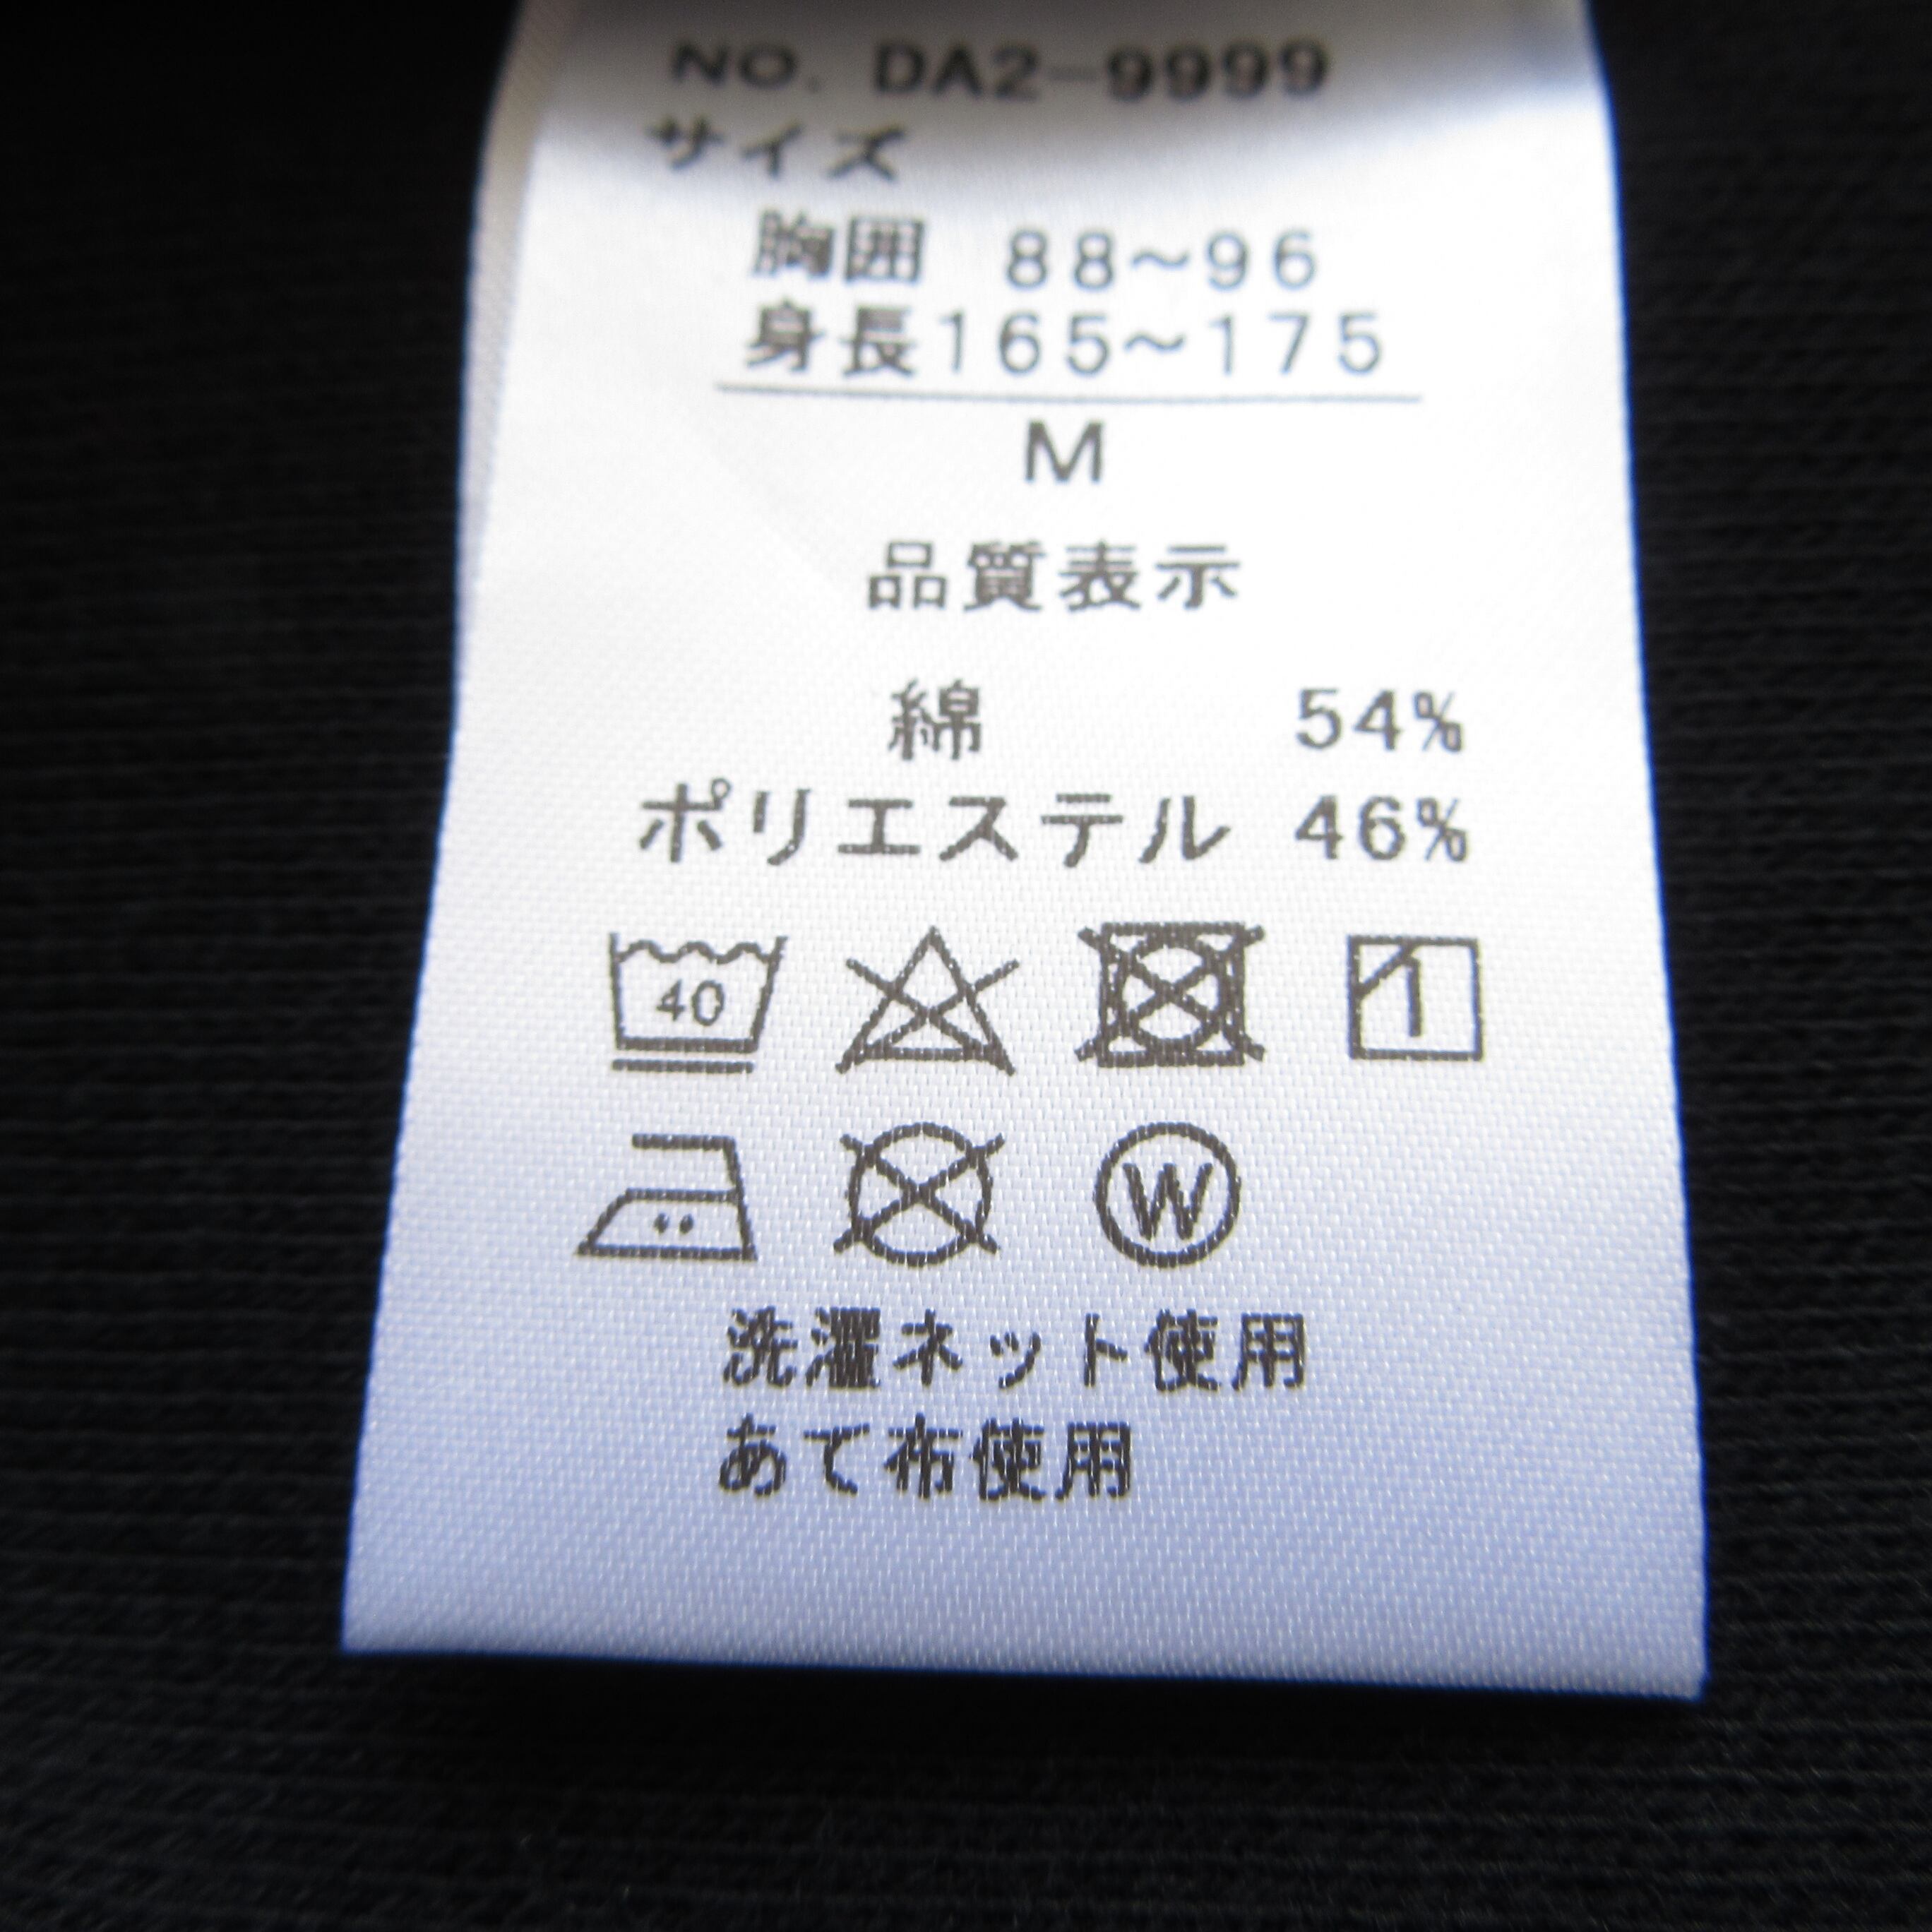 NO. DA2-9999
サイズ
胸囲 88~96
身長165~175
M
品質表示
綿 54%
ポリエステル 46%
40
1
W
洗濯ネット使用
あて布使用